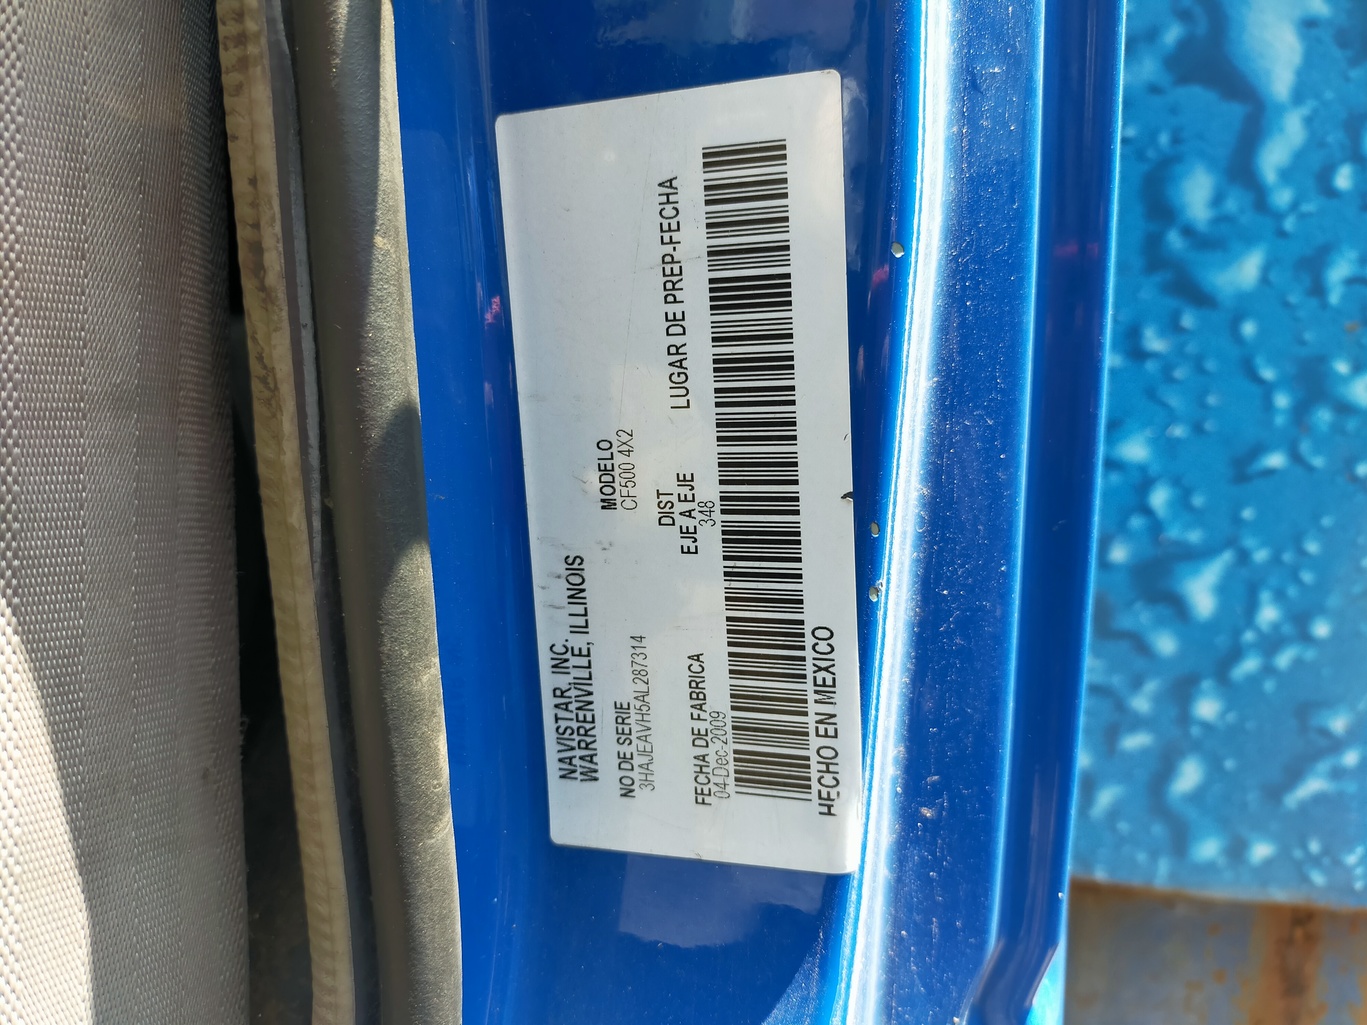 NAVISTAR, INC.
WARRENVILLE, ILLINOIS
NO DE SERIE
3HAJEAVH5AL287314
MODELO
CF500 4X2
FECHA DE FABRICA
04-Dec-2009
DIST
EJE A EJE
348
LUGAR DE PREP-FECHA
HECHO EN MEXICO